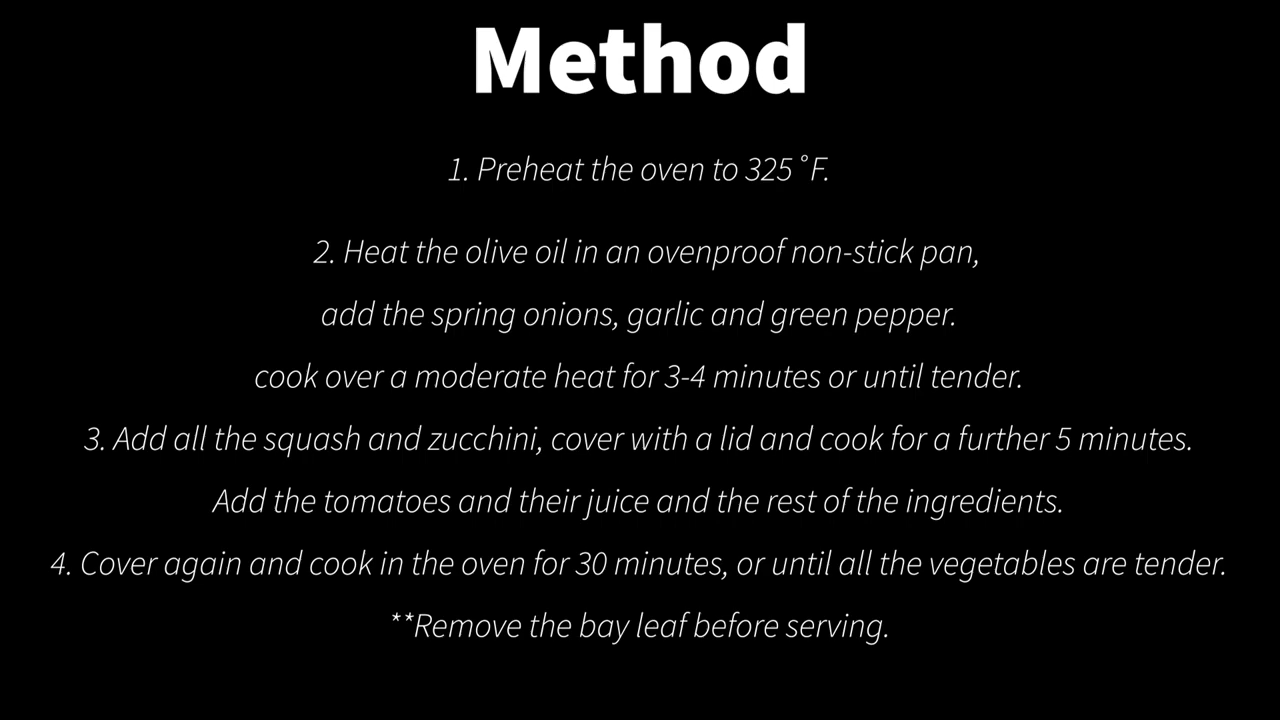 Method
1. Preheat the oven to 325˚F.
2. Heat the olive oil in an ovenproof non-stick pan,
add the spring onions, garlic and green pepper.
cook over a moderate heat for 3-4 minutes or until tender.
3. Add all the squash and zucchini, cover with a lid and cook for a further 5 minutes.
Add the tomatoes and their juice and the rest of the ingredients.
4. Cover again and cook in the oven for 30 minutes, or until all the vegetables are tender.
**Remove the bay leaf before serving.